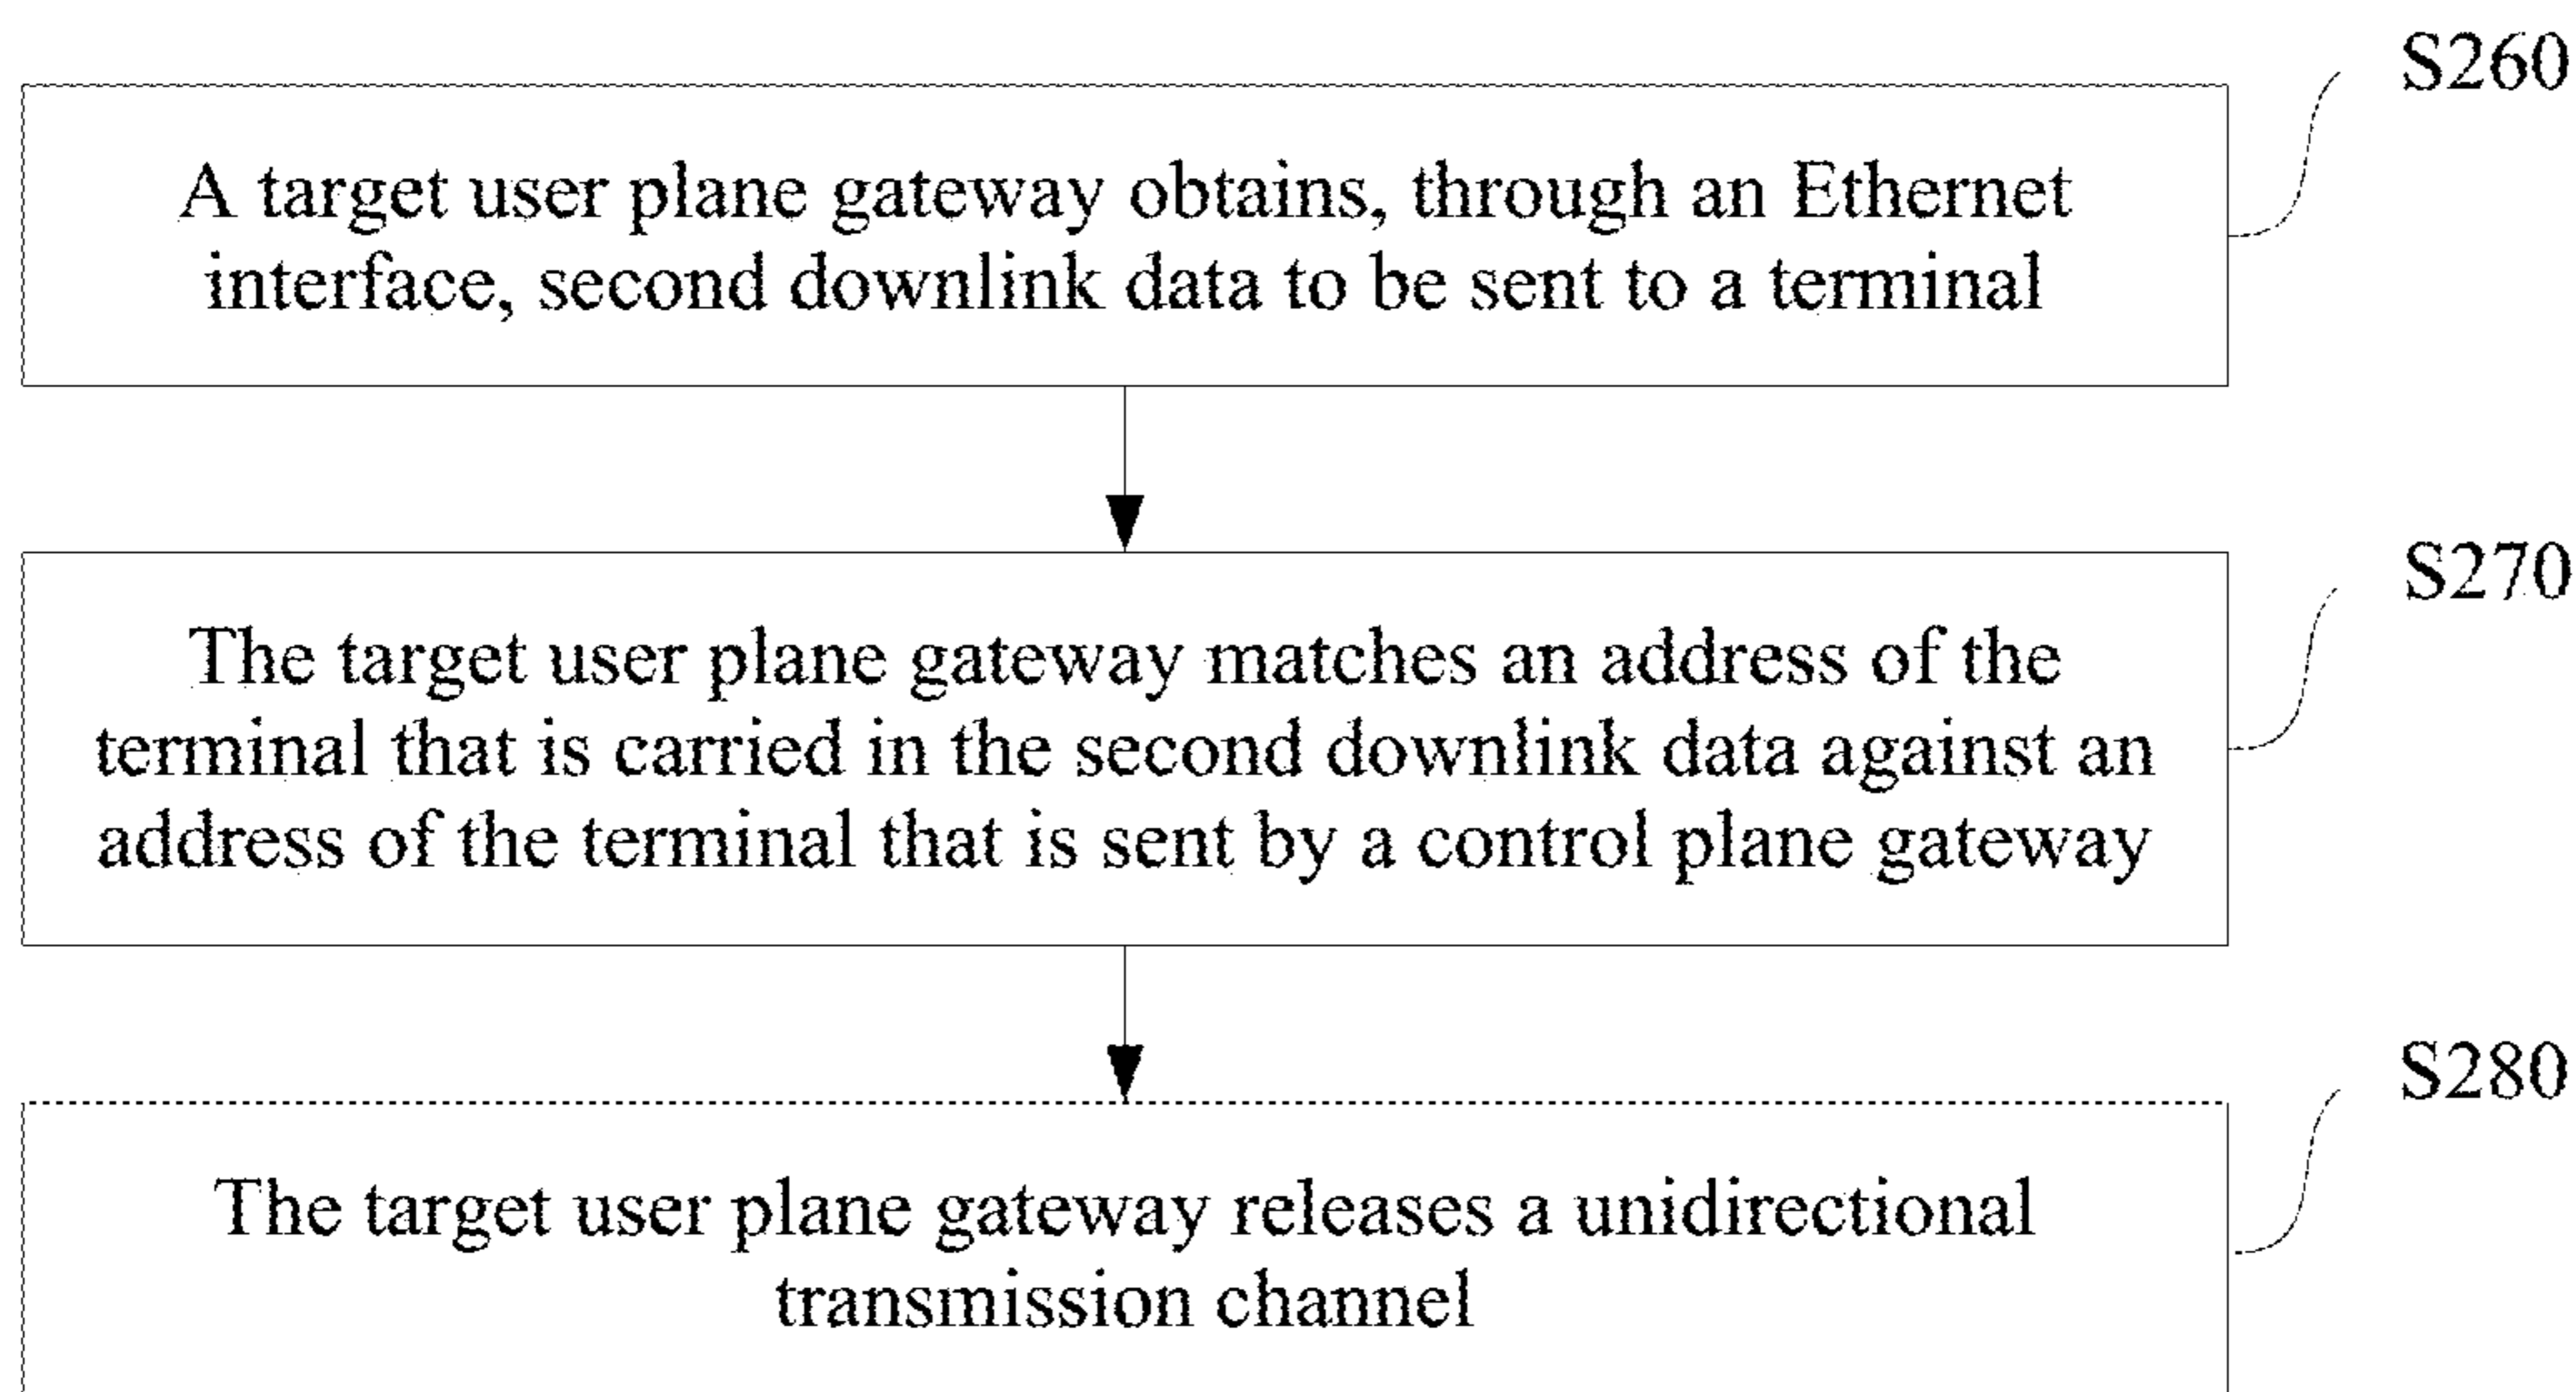 S260
A target user plane gateway obtains, through an Ethernet
interface, second downlink data to be sent to a terminal
S270
The target user plane gateway matches an address of the
terminal that is carried in the second downlink data against an
address of the terminal that is sent by a control plane gateway
S280
The target user plane gateway releases a unidirectional
transmission channel